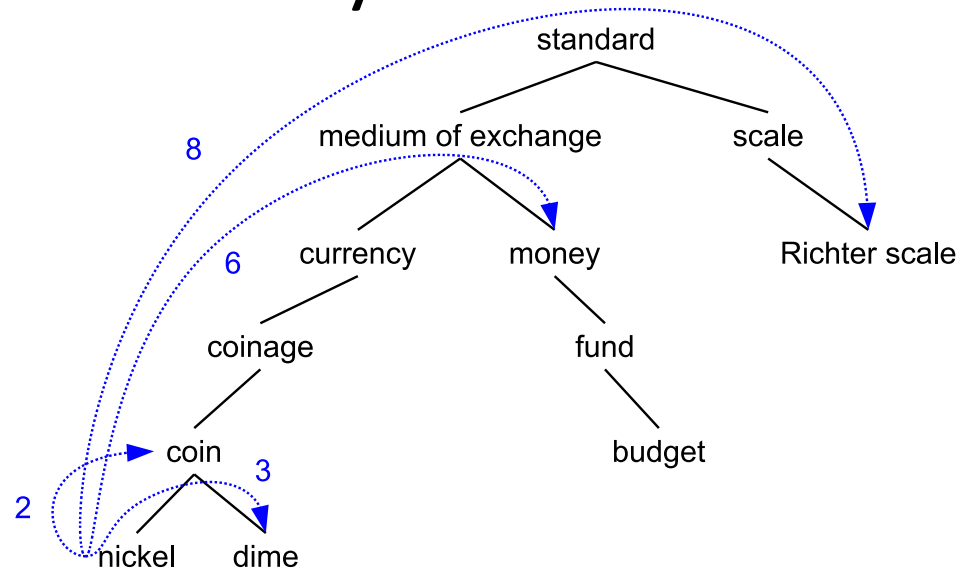 standard
8
medium of exchange scale
6
currency money Richter scale
coinage fund
coin 3 budget
2
nickel dime